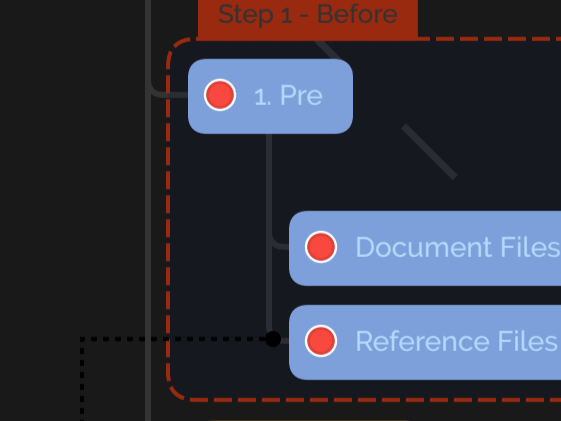 Step 1 - Before
1. Pre
Document Files
Reference Files